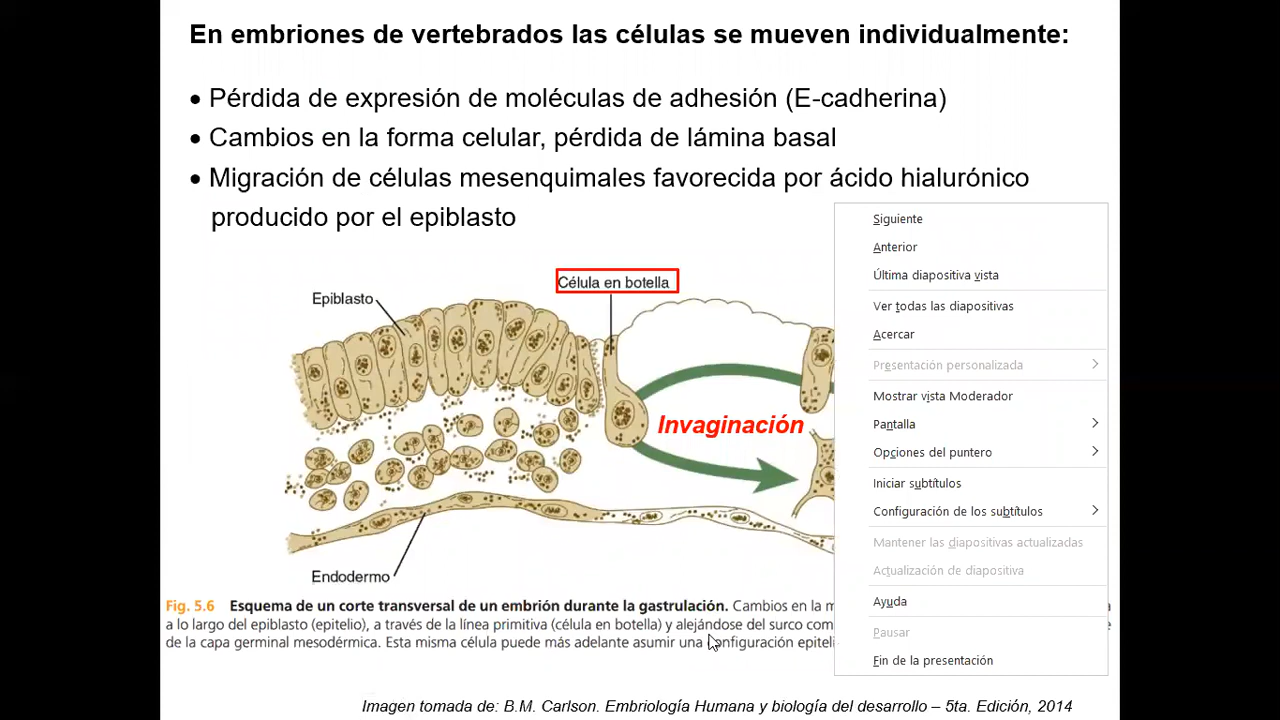 En embriones de vertebrados las células se mueven individualmente:
• Pérdida de expresión de moléculas de adhesión (E-cadherina)
• Cambios en la forma celular, pérdida de lámina basal
• Migración de células mesenquimales favorecida por ácido hialurónico
producido por el epiblasto
Célula en botella
Epiblasto
Invaginación
Endodermo
Siguiente
Anterior
Última diapositiva vista
Ver todas las diapositivas
Acercar
Presentación personalizada
Mostrar vista Moderador
Pantalla
Opciones del puntero
Iniciar subtítulos
Configuración de los subtítulos
Mantener las diapositivas actualizadas
Actualización de diapositiva
Ayuda
Pausar
Fin de la presentación
Fig. 5.6 Esquema de un corte transversal de un embrión durante la gastrulación. Cambios en la
a lo largo del epiblasto (epitelio), a través de la línea primitiva (célula en botella) y alejándose del surco
de la capa germinal mesodérmica. Esta misma célula puede más adelante asumir una configuración
Imagen tomada de: B.M. Carlson. Embriología Humana y biología del desarrollo – 5ta. Edición, 2014